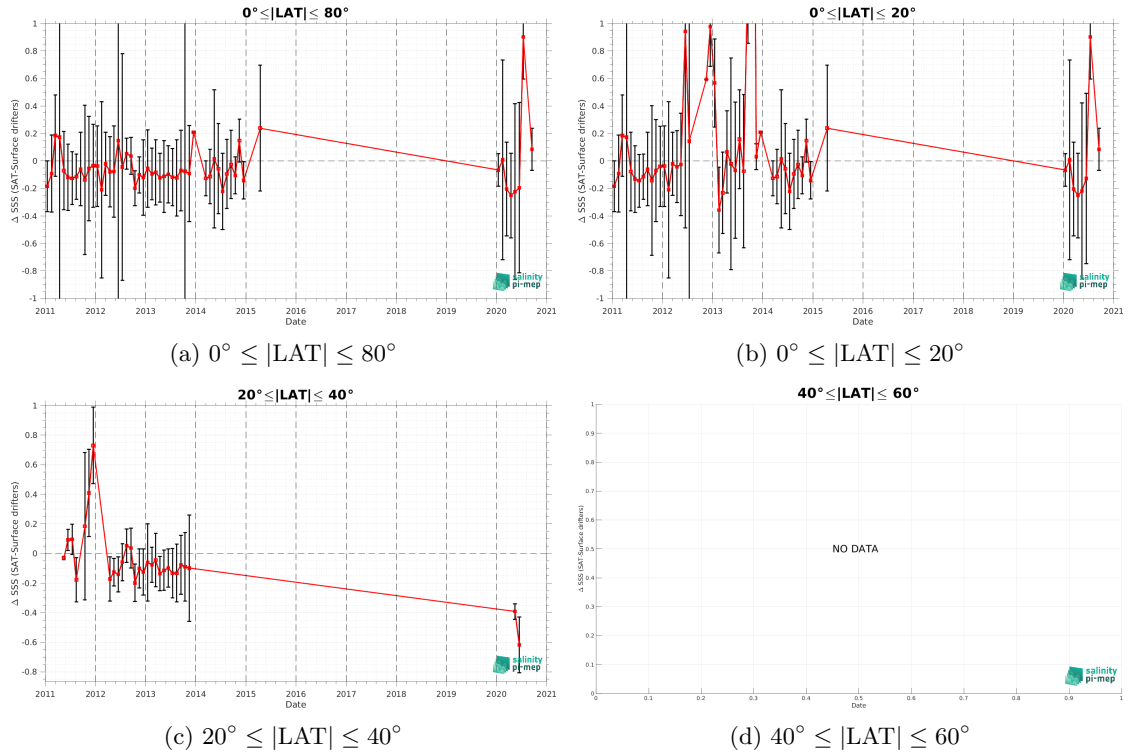 0°≤|LAT|≤ 80°
Δ SSS (SAT-Surface drifters)
1
0.8
0.6
0.4
0.2
0
-0.2
-0.4
-0.6
-0.8
-1
salinity
pi-mep
2011 2012 2013 2014 2015 2016 2017 2018 2019 2020 2021
Date
(a) 0° ≤ |LAT| ≤ 80°
0°≤|LAT|≤ 20°
Δ SSS (SAT-Surface drifters)
1
0.8
0.6
0.4
0.2
0
-0.2
-0.4
-0.6
-0.8
-1
salinity
pi-mep
2011 2012 2013 2014 2015 2016 2017 2018 2019 2020 2021
Date
(b) 0° ≤ |LAT| ≤ 20°
20°≤|LAT|≤ 40°
Δ SSS (SAT-Surface drifters)
1
0.8
0.6
0.4
0.2
0
-0.2
-0.4
-0.6
-0.8
salinity
pi-mep
2011 2012 2013 2014 2015 2016 2017 2018 2019 2020 2021
Date
(c) 20° ≤ |LAT| ≤ 40°
40°≤|LAT|≤ 60°
Δ SSS (SAT-Surface drifters)
1
0.9
0.8
0.7
0.6
0.5
0.4
0.3
0.2
0.1
0
NO DATA
salinity
pi-mep
0 0.1 0.2 0.3 0.4 0.5 0.6 0.7 0.8 0.9 1
Date
(d) 40° ≤ |LAT| ≤ 60°